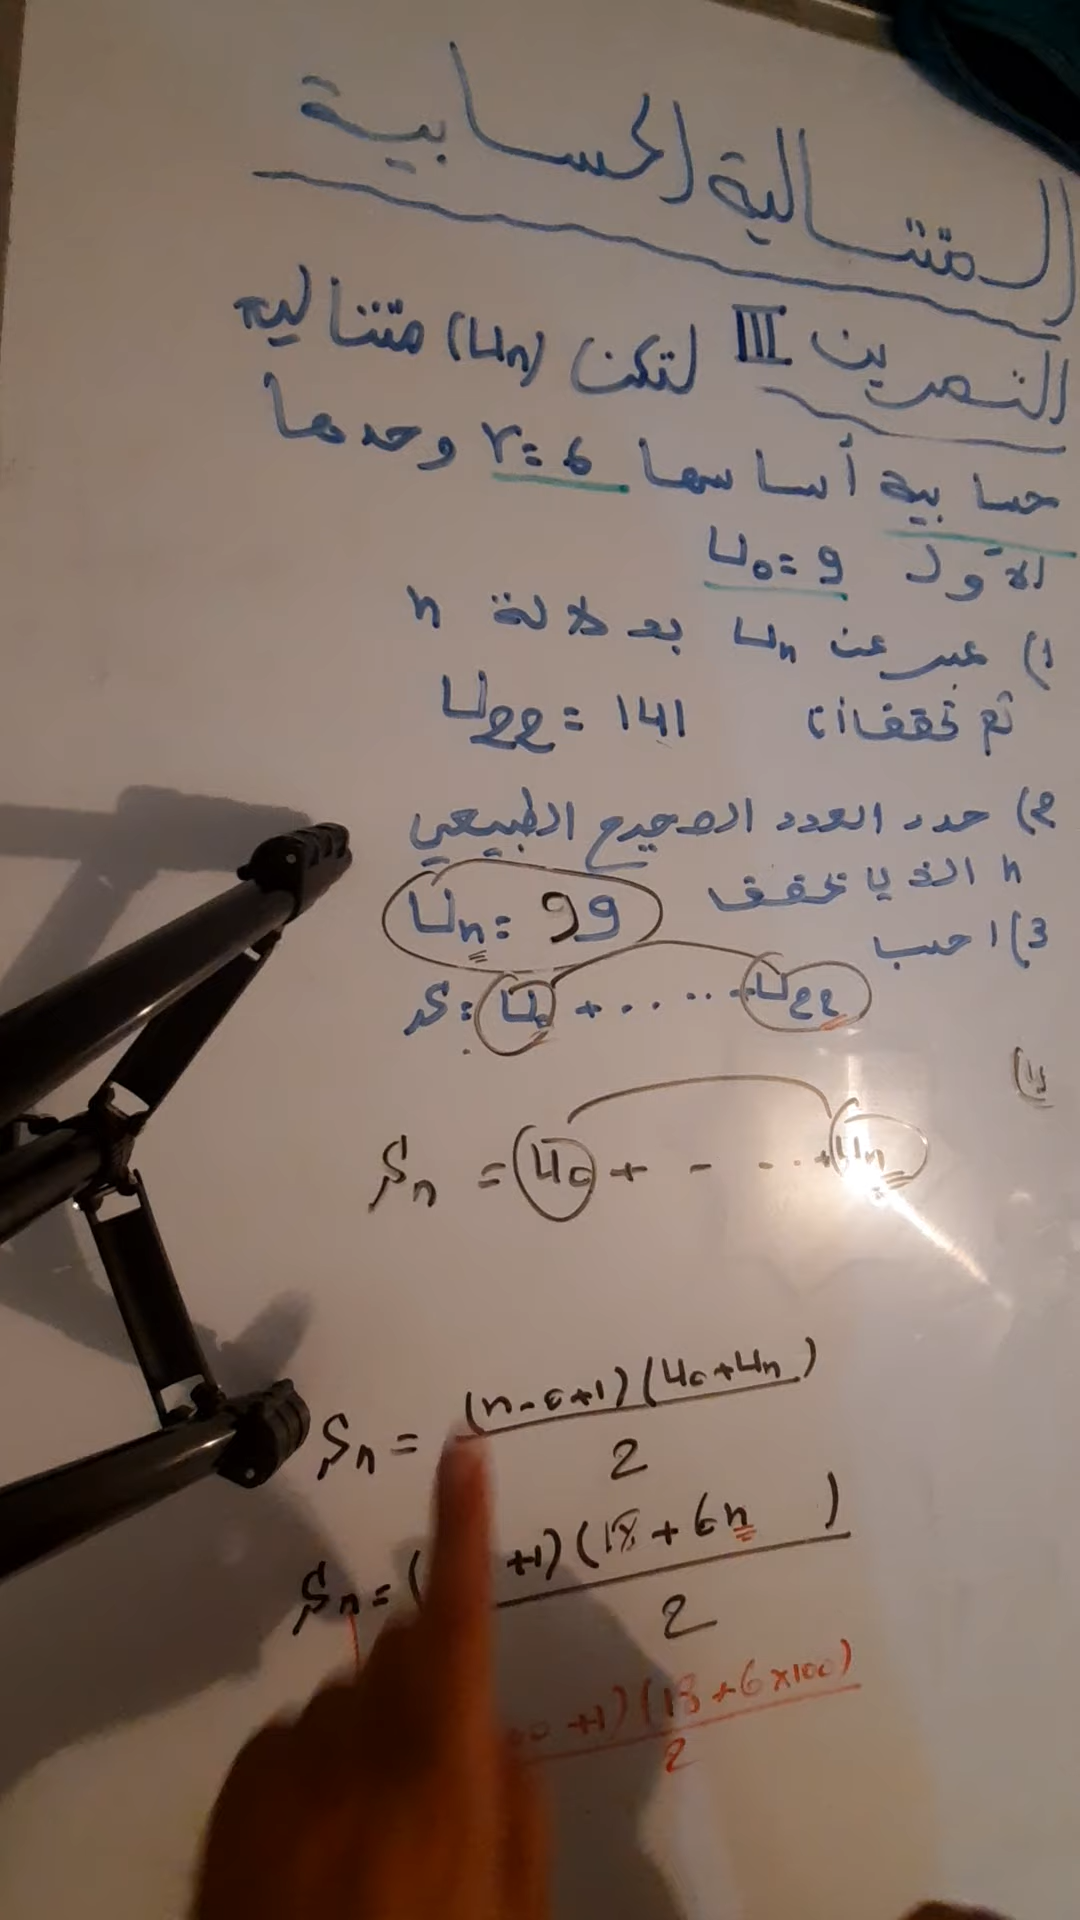 المتتالية الحسابية
التمرين III لتكن (Un) متتالية
حسابية أساسها r=6 وحدها
الأول U0=9
1) عبر عن Un بدلالة n
ثم تحقق أن U22=141
2) حدد العدد الصحيح الطبيعي
n الذي يحقق
Un=99
3) احسب
S=U0+.....+U22
4)
Sn=U0+- - ..+Un
Sn=(n-0+1)(U0+Un)/2
Sn=( +1)(18+6n )/2
+1)(18+6×100)/2